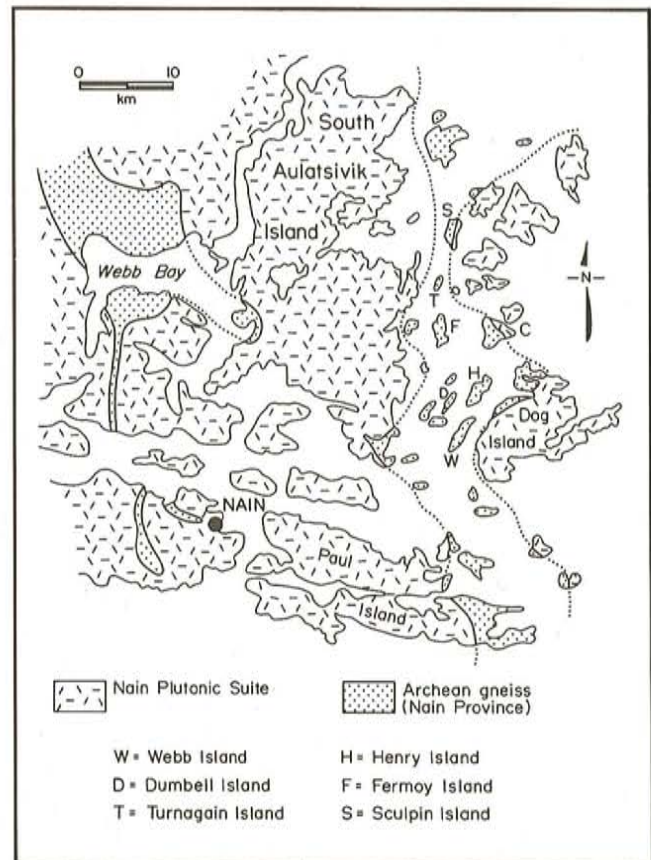 0 10
km
South
Aulatsivik
Island
S
Webb Bay
-N-
T
F
C
H
D
Dog
Island
W
NAIN
Paul
Island
Nain Plutonic Suite
Archean gneiss
(Nain Province)
W = Webb Island
H = Henry Island
D = Dumbell Island
F = Fermoy Island
T = Turnagain Island
S = Sculpin Island